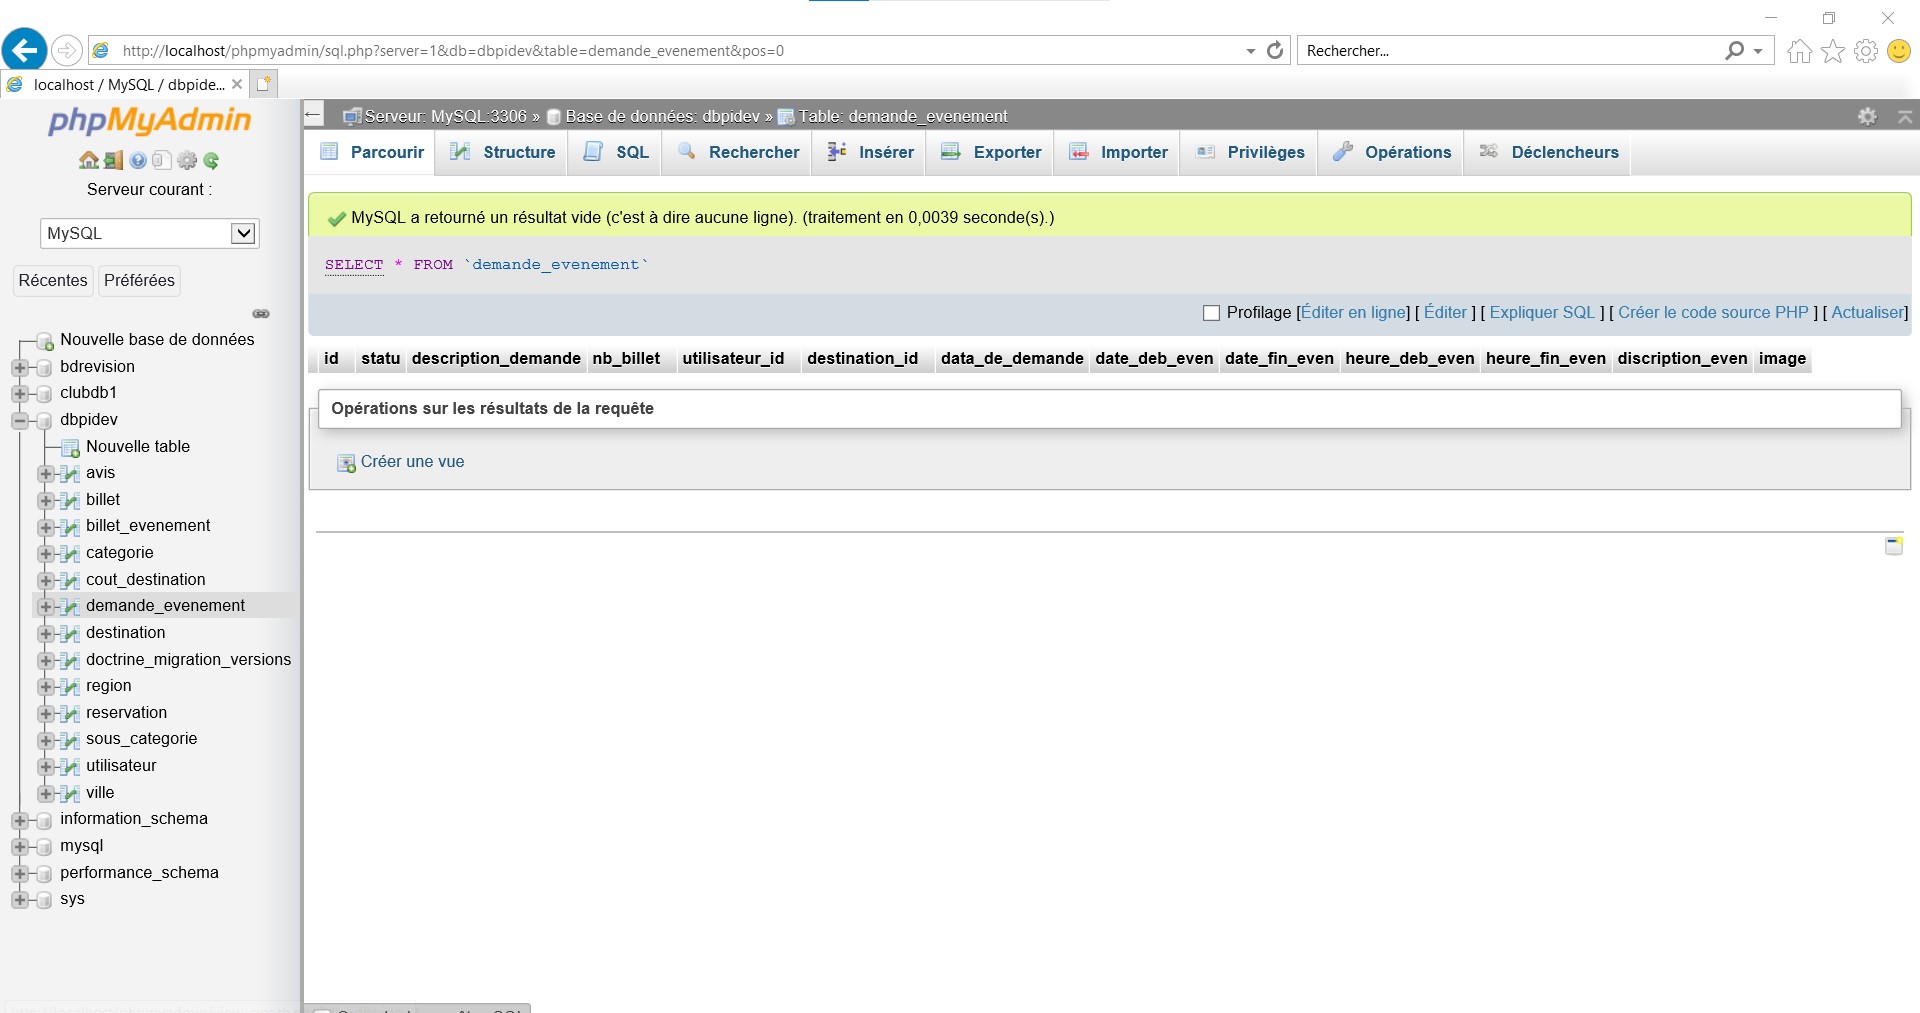 http://localhost/phpmyadmin/sql.php?server=1&db=dbpidev&table=demande_evenement&pos=0
Rechercher...
localhost / MySQL / dbpide...
phpMyAdmin
Serveur courant :
MySQL
Récentes
Préférées
Nouvelle base de données
bdrevision
clubdb1
dbpidev
Nouvelle table
avis
billet
billet_evenement
categorie
cout_destination
demande_evenement
destination
doctrine_migration_versions
region
reservation
sous_categorie
utilisateur
ville
information_schema
mysql
performance_schema
sys
Serveur: MySQL:3306 » Base de données: dbpidev » Table: demande_evenement
Parcourir Structure SQL Rechercher Insérer Exporter Importer Privilèges Opérations Déclencheurs
MySQL a retourné un résultat vide (c'est à dire aucune ligne). (traitement en 0,0039 seconde(s).)
SELECT * FROM `demande_evenement`
Profilage [Éditer en ligne] [ Éditer ] [ Expliquer SQL ] [ Créer le code source PHP ] [ Actualiser]
id statu description_demande nb_billet utilisateur_id destination_id data_de_demande date_deb_even date_fin_even heure_deb_even heure_fin_even discription_even image
Opérations sur les résultats de la requête
Créer une vue